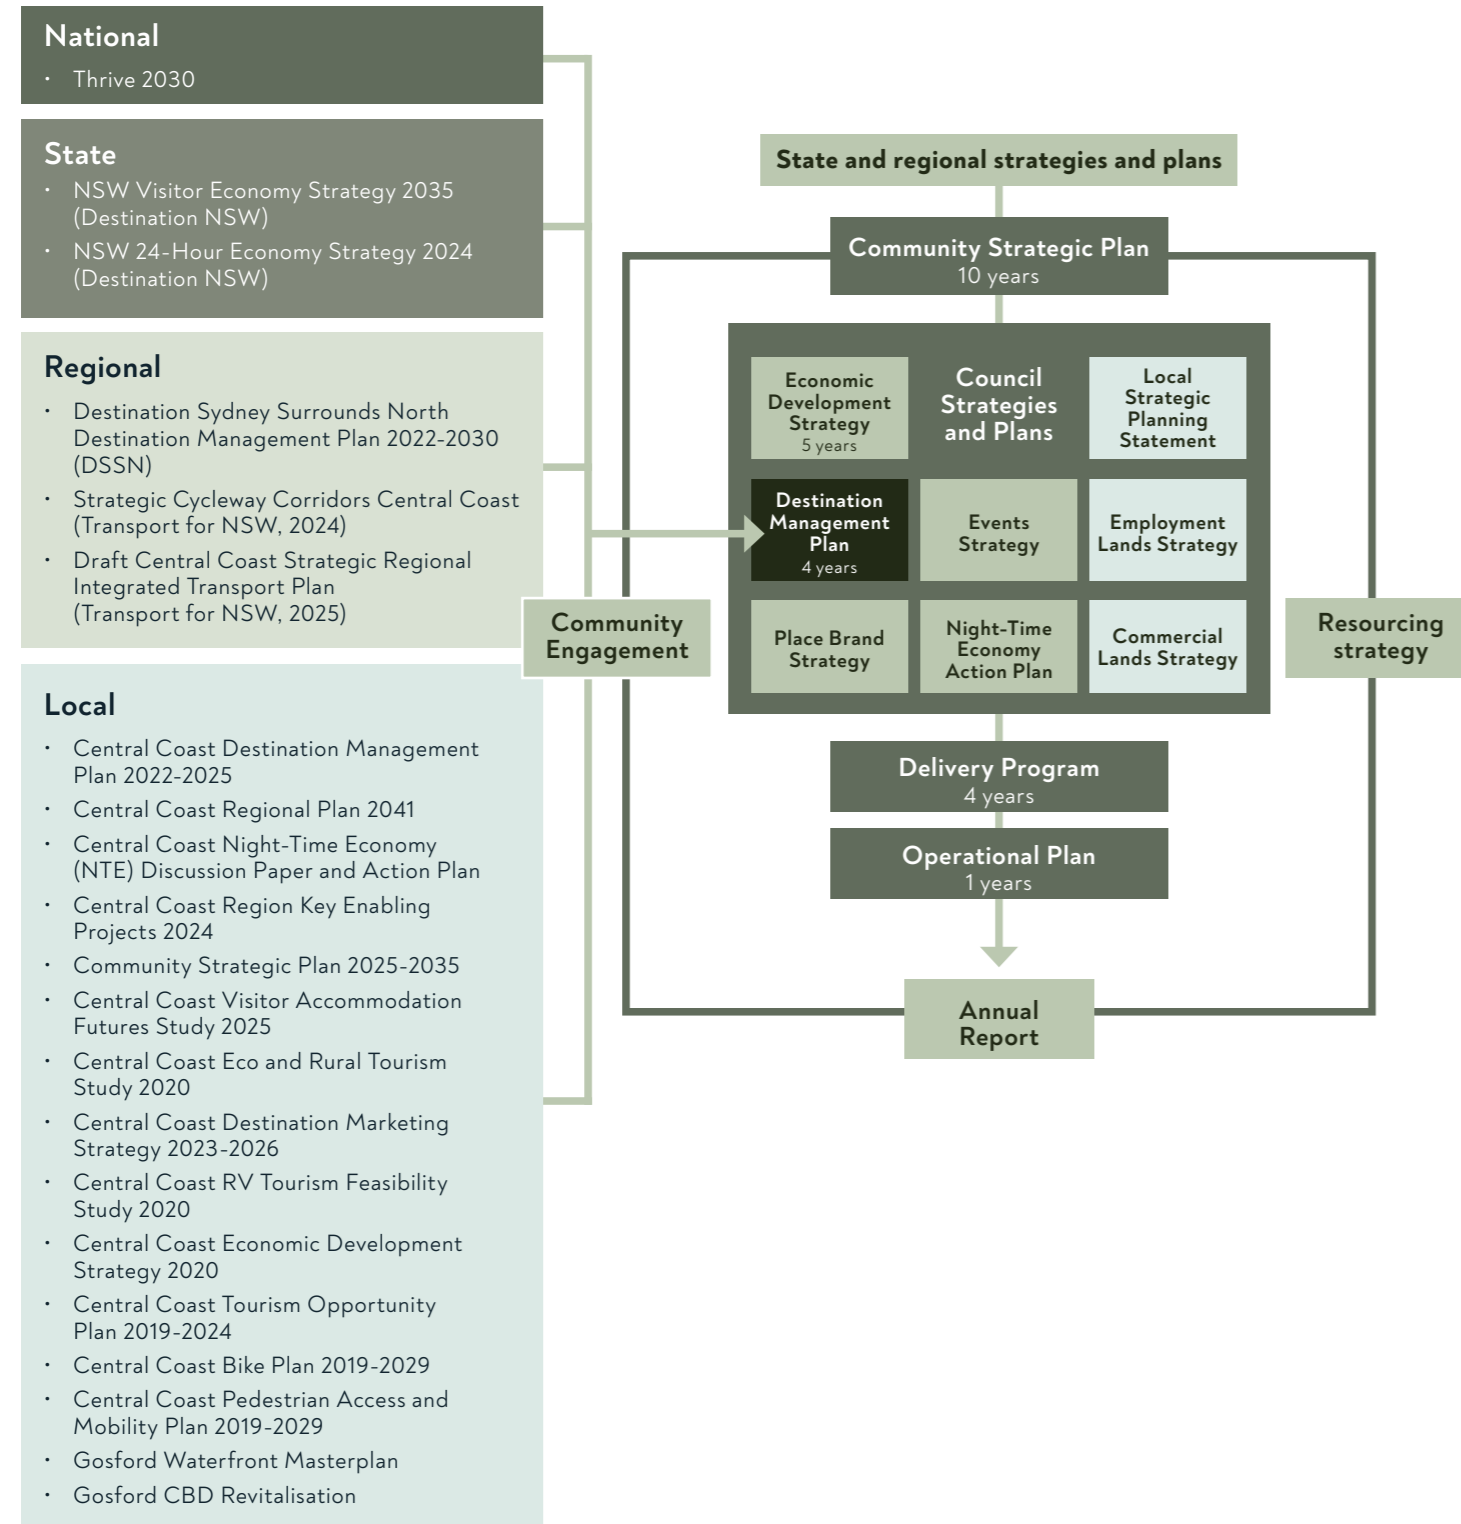 National
• Thrive 2030
State
• NSW Visitor Economy Strategy 2035
(Destination NSW)
• NSW 24-Hour Economy Strategy 2024
(Destination NSW)
Regional
• Destination Sydney Surrounds North
Destination Management Plan 2022-2030
(DSSN)
• Strategic Cycleway Corridors Central Coast
(Transport for NSW, 2024)
• Draft Central Coast Strategic Regional
Integrated Transport Plan
(Transport for NSW, 2025)
Local
• Central Coast Destination Management
Plan 2022-2025
• Central Coast Regional Plan 2041
• Central Coast Night-Time Economy
(NTE) Discussion Paper and Action Plan
• Central Coast Region Key Enabling
Projects 2024
• Community Strategic Plan 2025-2035
• Central Coast Visitor Accommodation
Futures Study 2025
• Central Coast Eco and Rural Tourism
Study 2020
• Central Coast Destination Marketing
Strategy 2023-2026
• Central Coast RV Tourism Feasibility
Study 2020
• Central Coast Economic Development
Strategy 2020
• Central Coast Tourism Opportunity
Plan 2019-2024
• Central Coast Bike Plan 2019-2029
• Central Coast Pedestrian Access and
Mobility Plan 2019-2029
• Gosford Waterfront Masterplan
• Gosford CBD Revitalisation
Community
Engagement
State and regional strategies and plans
Community Strategic Plan
10 years
Economic
Development
Strategy
5 years
Council
Strategies
and Plans
Local
Strategic
Planning
Statement
Destination
Management
Plan
4 years
Events
Strategy
Employment
Lands Strategy
Place Brand
Strategy
Night-Time
Economy
Action Plan
Commercial
Lands Strategy
Delivery Program
4 years
Operational Plan
1 years
Annual
Report
Resourcing
strategy